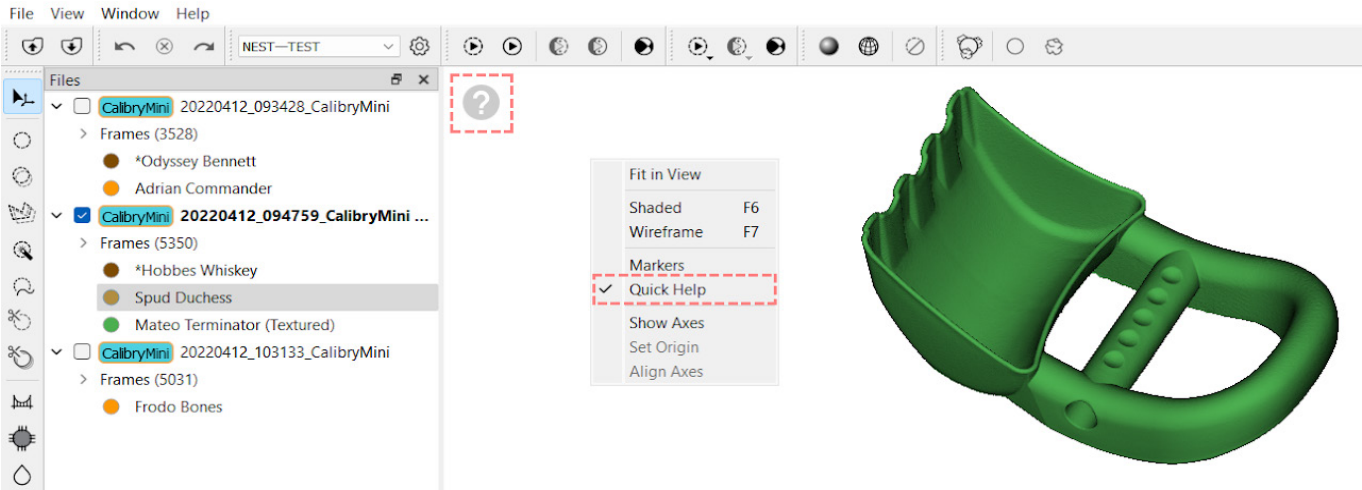 File View Window Help
NEST—TEST
Files
CalibryMini 20220412_093428_CalibryMini
Frames (3528)
*Odyssey Bennett
Adrian Commander
CalibryMini 20220412_094759_CalibryMini ...
Frames (5350)
*Hobbes Whiskey
Spud Duchess
Mateo Terminator (Textured)
CalibryMini 20220412_103133_CalibryMini
Frames (5031)
Frodo Bones
?
Fit in View
Shaded F6
Wireframe F7
Markers
Quick Help
Show Axes
Set Origin
Align Axes